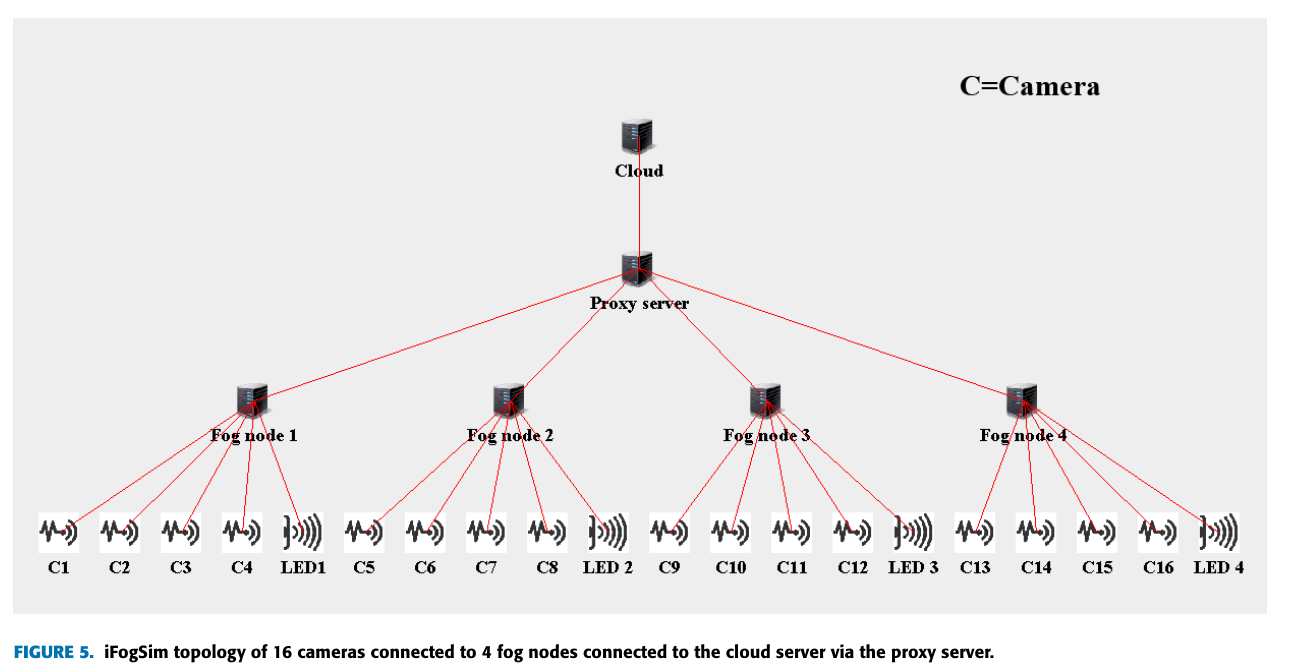 C=Camera
Cloud
Proxy server
Fog node 1 Fog node 2 Fog node 3 Fog node 4
C1 C2 C3 C4 LED1 C5 C6 C7 C8 LED 2 C9 C10 C11 C12 LED 3 C13 C14 C15 C16 LED 4
FIGURE 5. iFogSim topology of 16 cameras connected to 4 fog nodes connected to the cloud server via the proxy server.